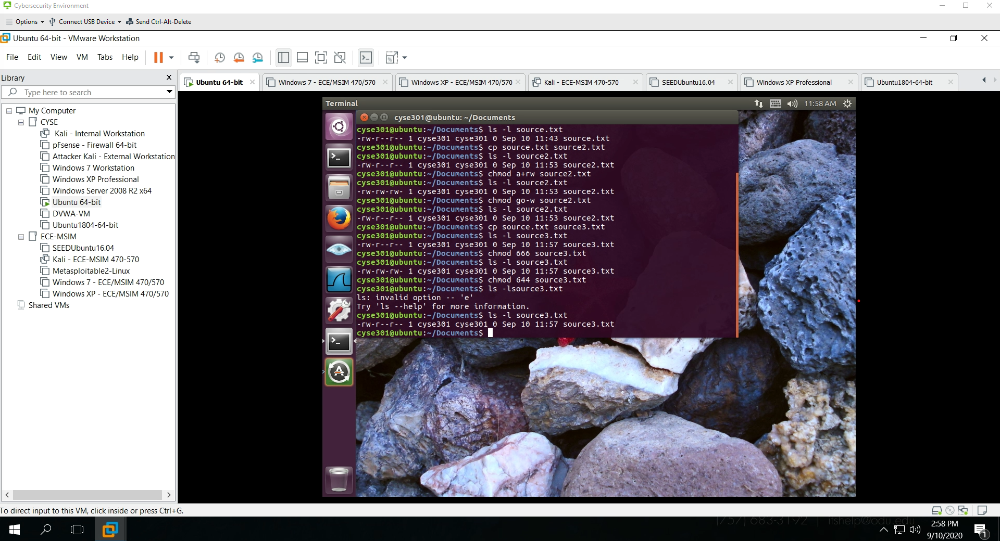 Cybersecurity Environment
Options Connect USB Device Send Ctrl-Alt-Delete
Ubuntu 64-bit - VMware Workstation
File Edit View VM Tabs Help
Library
Type here to search
My Computer
CYSE
Kali - Internal Workstation
pFsense - Firewall 64-bit
Attacker Kali - External Workstation
Windows 7 Workstation
Windows XP Professional
Windows Server 2008 R2 x64
Ubuntu 64-bit
DVWA-VM
Ubuntu1804-64-bit
ECE-MSIM
SEEDUbuntu16.04
Kali - ECE-MSIM 470-570
Metasploitable2-Linux
Windows 7 - ECE/MSIM 470/570
Windows XP - ECE/MSIM 470/570
Shared VMs
Ubuntu 64-bit Windows 7 - ECE/MSIM 470/570 Windows XP - ECE/MSIM 470/570 Kali - ECE-MSIM 470-570 SEEDUbuntu16.04 Windows XP Professional Ubuntu1804-64-bit
Terminal 11:58 AM
cyse301@ubuntu: ~/Documents
cyse301@ubuntu:~/Documents$ ls -l source.txt
-rw-r--r-- 1 cyse301 cyse301 0 Sep 10 11:43 source.txt
cyse301@ubuntu:~/Documents$ cp source.txt source2.txt
cyse301@ubuntu:~/Documents$ ls -l source2.txt
-rw-r--r-- 1 cyse301 cyse301 0 Sep 10 11:53 source2.txt
cyse301@ubuntu:~/Documents$ chmod a+rw source2.txt
cyse301@ubuntu:~/Documents$ ls -l source2.txt
-rw-rw-rw- 1 cyse301 cyse301 0 Sep 10 11:53 source2.txt
cyse301@ubuntu:~/Documents$ chmod go-w source2.txt
cyse301@ubuntu:~/Documents$ ls -l source2.txt
-rw-r--r-- 1 cyse301 cyse301 0 Sep 10 11:53 source2.txt
cyse301@ubuntu:~/Documents$ cp source.txt source3.txt
cyse301@ubuntu:~/Documents$ ls -l source3.txt
-rw-r--r-- 1 cyse301 cyse301 0 Sep 10 11:57 source3.txt
cyse301@ubuntu:~/Documents$ chmod 666 source3.txt
cyse301@ubuntu:~/Documents$ ls -l source3.txt
-rw-rw-rw- 1 cyse301 cyse301 0 Sep 10 11:57 source3.txt
cyse301@ubuntu:~/Documents$ chmod 644 source3.txt
cyse301@ubuntu:~/Documents$ ls -lsource3.txt
ls: invalid option -- 'e'
Try 'ls --help' for more information.
cyse301@ubuntu:~/Documents$ ls -l source3.txt
-rw-r--r-- 1 cyse301 cyse301 0 Sep 10 11:57 source3.txt
cyse301@ubuntu:~/Documents$
To direct input to this VM, click inside or press Ctrl+G.
(757) 683-3192 | itshelp@odu.edu
2:58 PM
9/10/2020
1